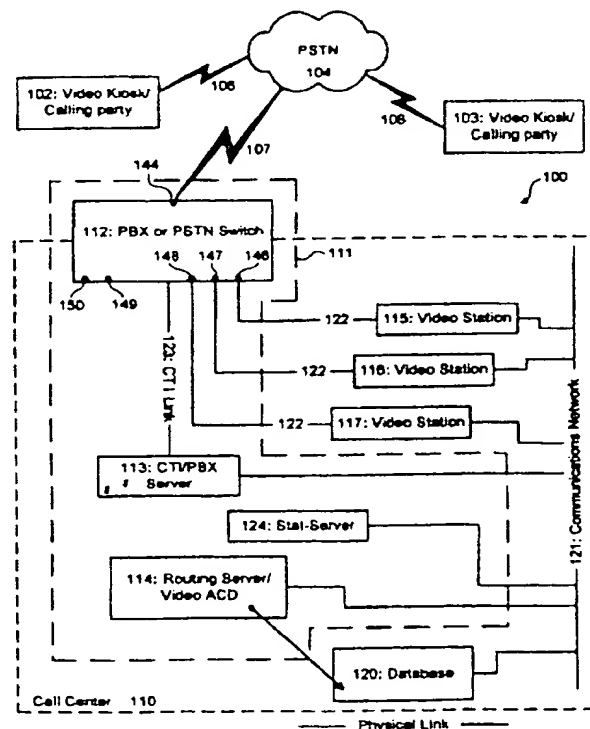 PSTN
104
102: Video Kiosk/
Calling party
106
103: Video Kiosk/
Calling party
108
107
144
100
112: PBX or PSTN Switch
111
148
147
146
150
149
122
115: Video Station
122
116: Video Station
122
117: Video Station
123: CTI Link
113: CTI/PBX
Server
121: Communications Network
124: Stat-Server
114: Routing Server/
Video ACD
120: Database
Call Center 110
Physical Link